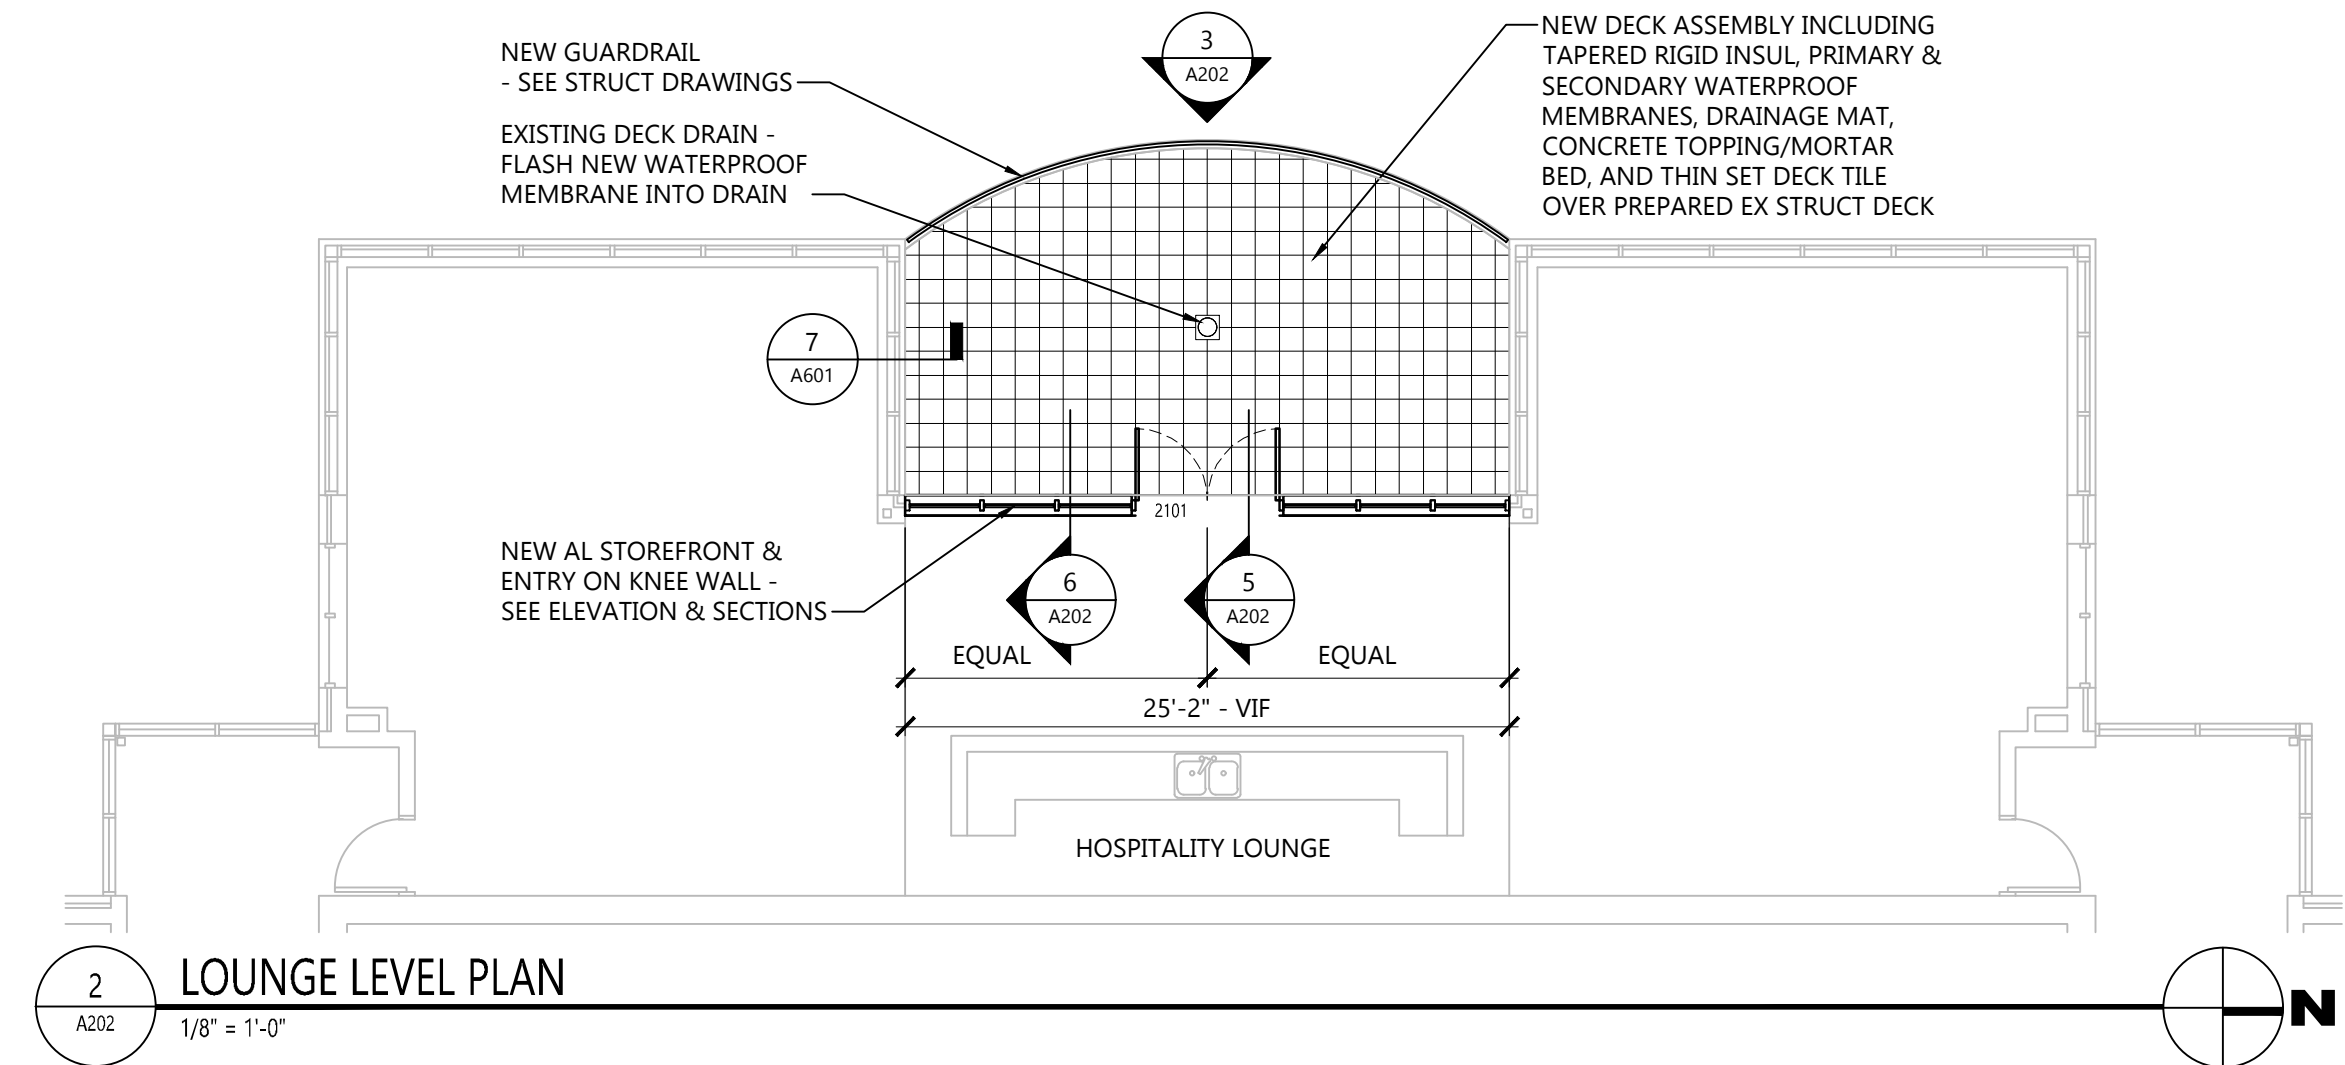 NEW GUARDRAIL
- SEE STRUCT DRAWINGS
EXISTING DECK DRAIN -
FLASH NEW WATERPROOF
MEMBRANE INTO DRAIN
3
A202
NEW DECK ASSEMBLY INCLUDING
TAPERED RIGID INSUL, PRIMARY &
SECONDARY WATERPROOF
MEMBRANES, DRAINAGE MAT,
CONCRETE TOPPING/MORTAR
BED, AND THIN SET DECK TILE
OVER PREPARED EX STRUCT DECK
7
A601
2101
NEW AL STOREFRONT &
ENTRY ON KNEE WALL -
SEE ELEVATION & SECTIONS
6
A202
5
A202
EQUAL
EQUAL
25'-2" - VIF
HOSPITALITY LOUNGE
2
A202
LOUNGE LEVEL PLAN
1/8" = 1'-0"
N